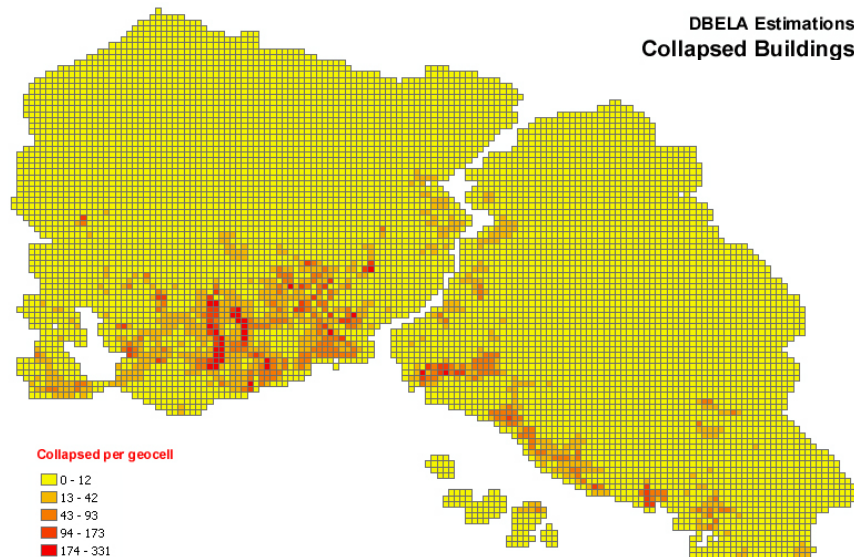 DBELA Estimations
Collapsed Buildings
Collapsed per geocell
0 - 12
13 - 42
43 - 93
94 - 173
174 - 331